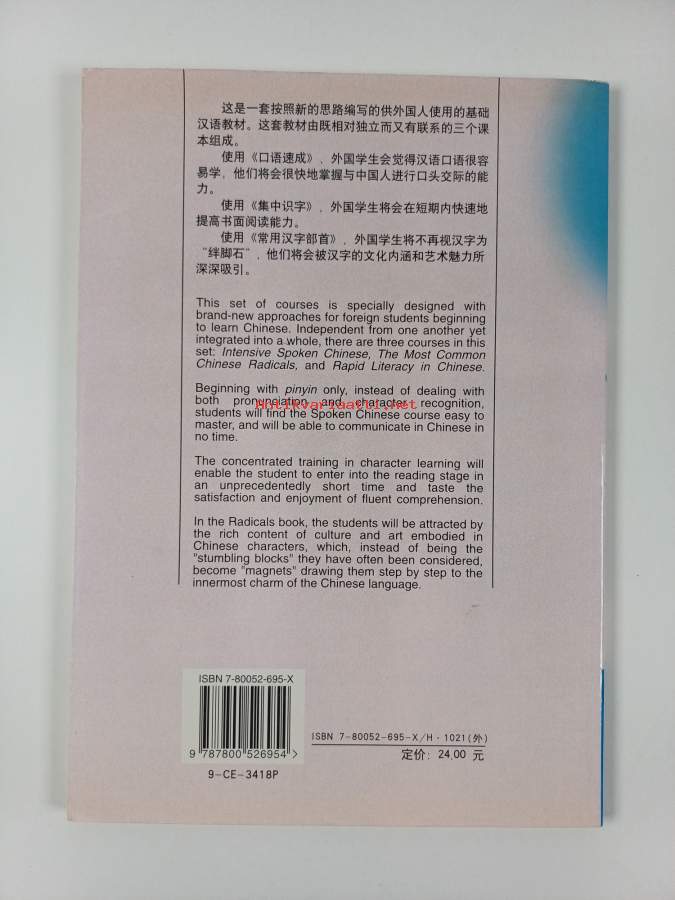 这是一套按照新的思路编写的供外国人使用的基础
汉语教材。这套教材由既相对独立而又有联系的三个课
本组成。
使用《口语速成》，外国学生会觉得汉语口语很容
易学，他们将会很快地掌握与中国人进行口头交际的能
力。
使用《集中识字》，外国学生将会在短期内快速地
提高书面阅读能力。
使用《常用汉字部首》，外国学生将不再视汉字为
“绊脚石”，他们将会被汉字的文化内涵和艺术魅力所
深深吸引。
This set of courses is specially designed with
brand-new approaches for foreign students beginning
to learn Chinese. Independent from one another yet
integrated into a whole, there are three courses in this
set: Intensive Spoken Chinese, The Most Common
Chinese Radicals, and Rapid Literacy in Chinese.
Beginning with pinyin only, instead of dealing with
both pronunciation and character recognition,
Antikvariaatti.net
students will find the Spoken Chinese course easy to
master, and will be able to communicate in Chinese in
no time.
The concentrated training in character learning will
enable the student to enter into the reading stage in
an unprecedentedly short time and taste the
satisfaction and enjoyment of fluent comprehension.
In the Radicals book, the students will be attracted by
the rich content of culture and art embodied in
Chinese characters, which, instead of being the
"stumbling blocks" they have often been considered,
become "magnets" drawing them step by step to the
innermost charm of the Chinese language.
ISBN 7-80052-695-X
9 787800 526954 >
9-CE-3418P
ISBN 7-80052-695-X/H·1021(外)
定价: 24.00 元